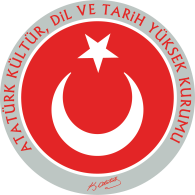 ATATÜRK KÜLTÜR, DİL VE TARİH YÜKSEK KURUMU